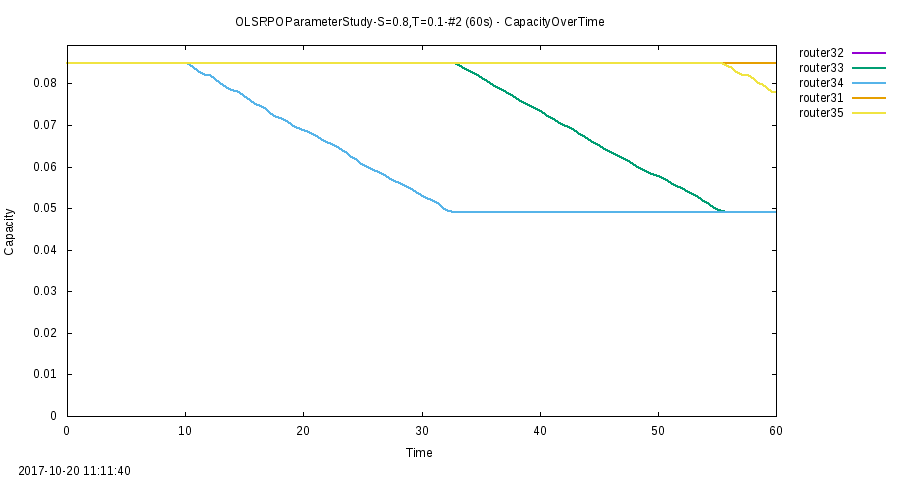 OLSRPOParameterStudy-S=0.8,T=0.1-#2 (60s) - CapacityOverTime
router32
router33
router34
router31
router35
0.08
0.07
0.06
0.05
0.04
0.03
0.02
0.01
0
Capacity
0 10 20 30 40 50 60
Time
2017-10-20 11:11:40